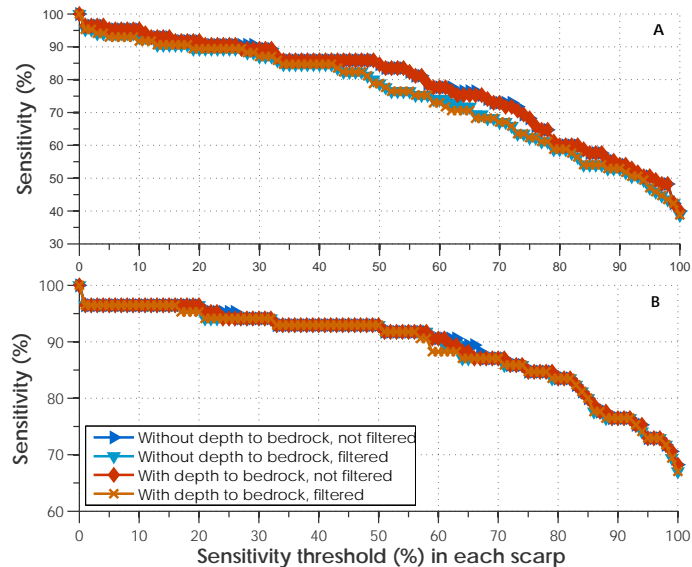 A
Sensitivity (%)
100
90
80
70
60
50
40
30
0 10 20 30 40 50 60 70 80 90 100
B
Sensitivity (%)
100
90
80
70
60
Without depth to bedrock, not filtered
Without depth to bedrock, filtered
With depth to bedrock, not filtered
With depth to bedrock, filtered
0 10 20 30 40 50 60 70 80 90 100
Sensitivity threshold (%) in each scarp